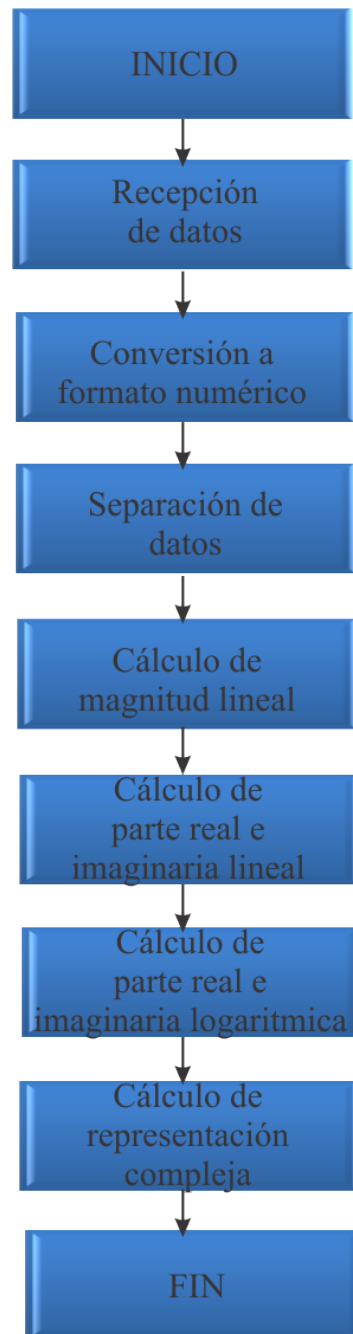 INICIO
Recepción
de datos
Conversión a
formato numérico
Separación de
datos
Cálculo de
magnitud lineal
Cálculo de
parte real e
imaginaria lineal
Cálculo de
parte real e
imaginaria logaritmica
Cálculo de
representación
compleja
FIN